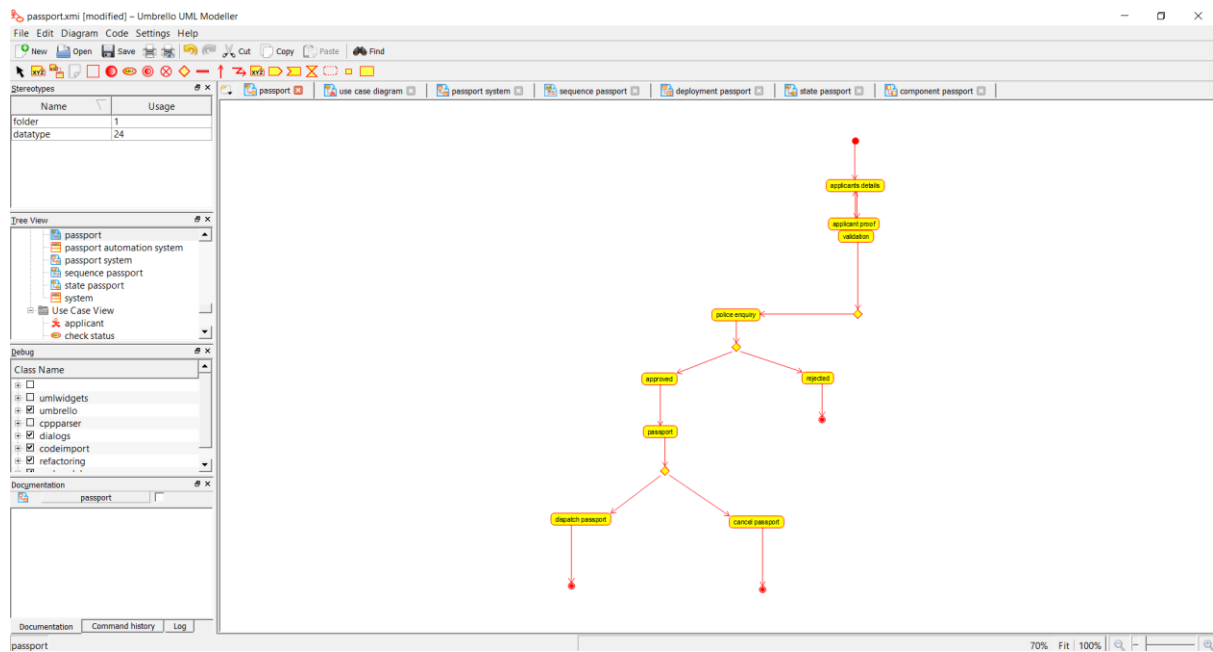 passport.xmi [modified] – Umbrello UML Modeller
File Edit Diagram Code Settings Help
New Open Save Cut Copy Paste Find
Stereotypes
passport use case diagram passport system sequence passport deployment passport state passport component passport
Name Usage
folder 1
datatype 24
Tree View
passport
passport automation system
passport system
sequence passport
state passport
system
Use Case View
applicant
check status
Debug
Class Name
umlwidgets
umbrello
cppparser
dialogs
codeimport
refactoring
Documentation
passport
Documentation Command history Log
applicants details
applicant proof
validation
police enquiry
approved
rejected
passport
dispatch passport
cancel passport
passport
70% Fit 100%